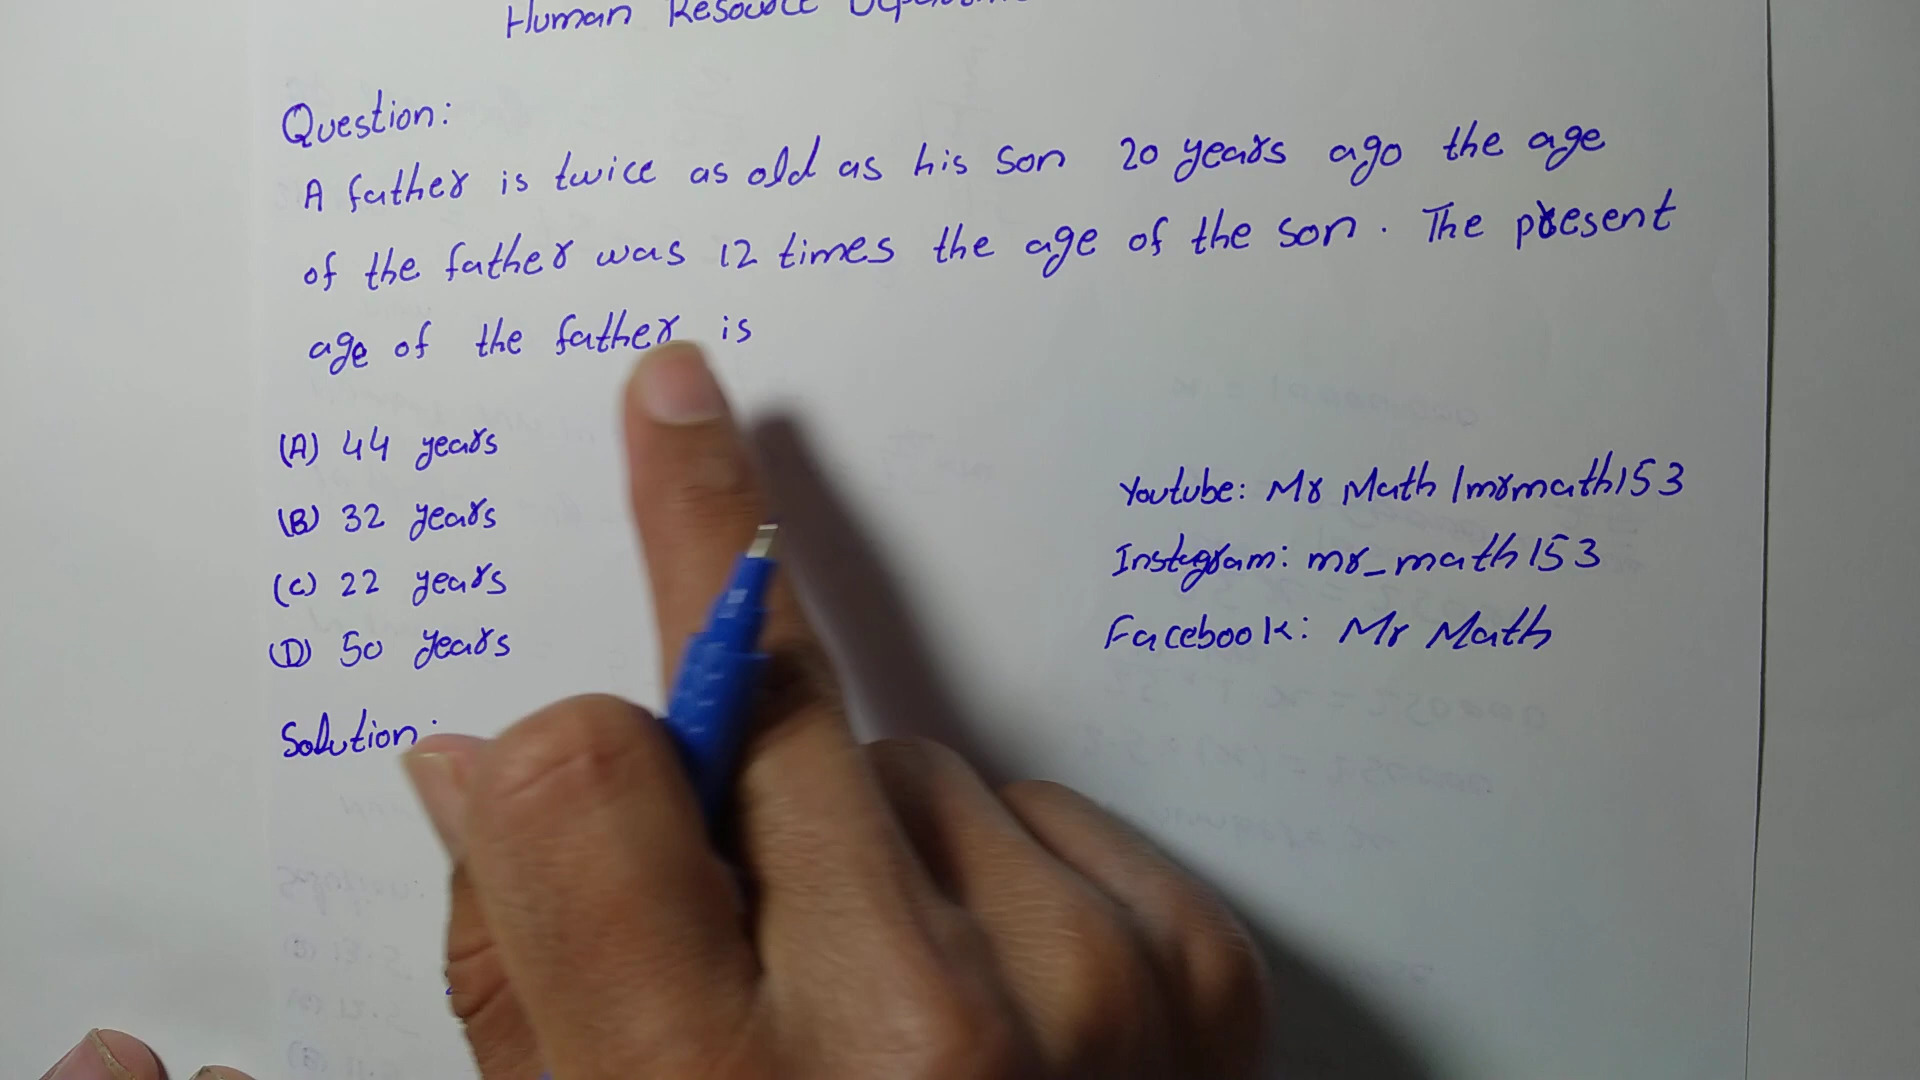 Human Resource
Question:
A father is twice as old as his son 20 years ago the age
of the father was 12 times the age of the son. The present
age of the father is
(A) 44 years
(B) 32 years
(C) 22 years
(D) 50 years
Youtube: Mr Math /mrmath153
Instegram: mr_math153
Facebook: Mr Math
Solution: